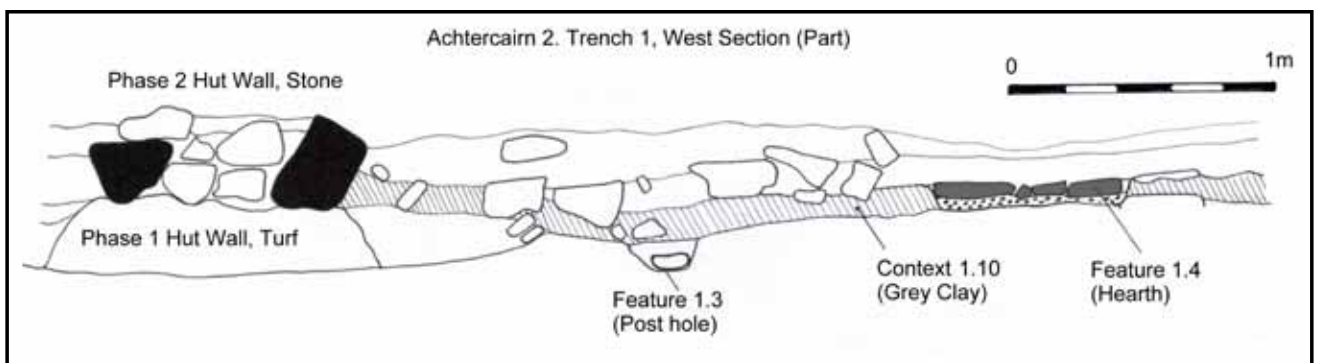 Achtercairn 2. Trench 1, West Section (Part)
0
1m
Phase 2 Hut Wall, Stone
Phase 1 Hut Wall, Turf
Feature 1.3
(Post hole)
Context 1.10
(Grey Clay)
Feature 1.4
(Hearth)